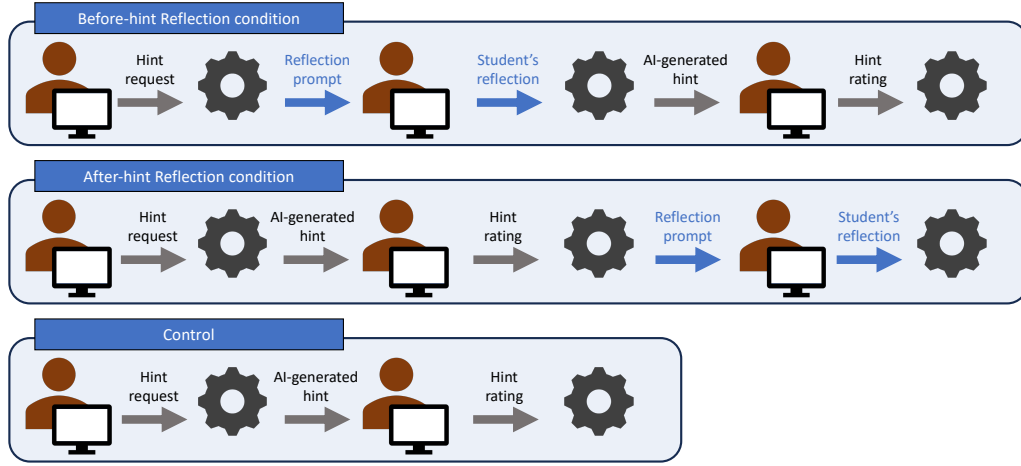 Before-hint Reflection condition
Hint
request
Reflection
prompt
Student's
reflection
AI-generated
hint
Hint
rating
After-hint Reflection condition
Hint
request
AI-generated
hint
Hint
rating
Reflection
prompt
Student's
reflection
Control
Hint
request
AI-generated
hint
Hint
rating